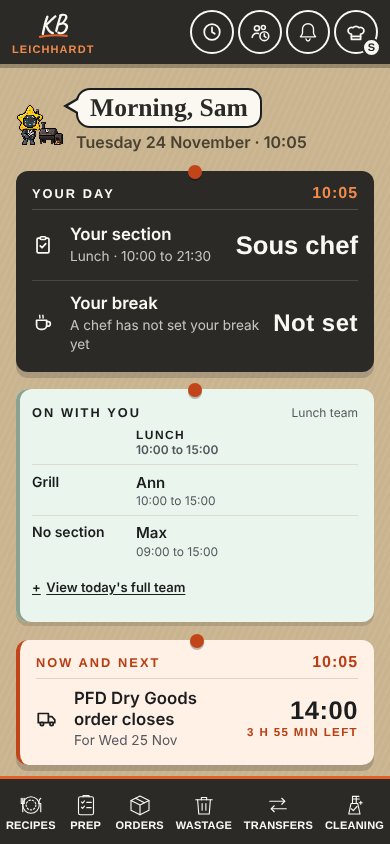 KB
LEICHHARDT
S
Morning, Sam
Tuesday 24 November · 10:05
YOUR DAY 10:05
Your section
Lunch · 10:00 to 21:30
Sous chef
Your break
A chef has not set your break
yet
Not set
ON WITH YOU Lunch team
LUNCH
10:00 to 15:00
Grill Ann
10:00 to 15:00
No section Max
09:00 to 15:00
+ View today's full team
NOW AND NEXT 10:05
PFD Dry Goods
order closes
For Wed 25 Nov
14:00
3 H 55 MIN LEFT
RECIPES PREP ORDERS WASTAGE TRANSFERS CLEANING